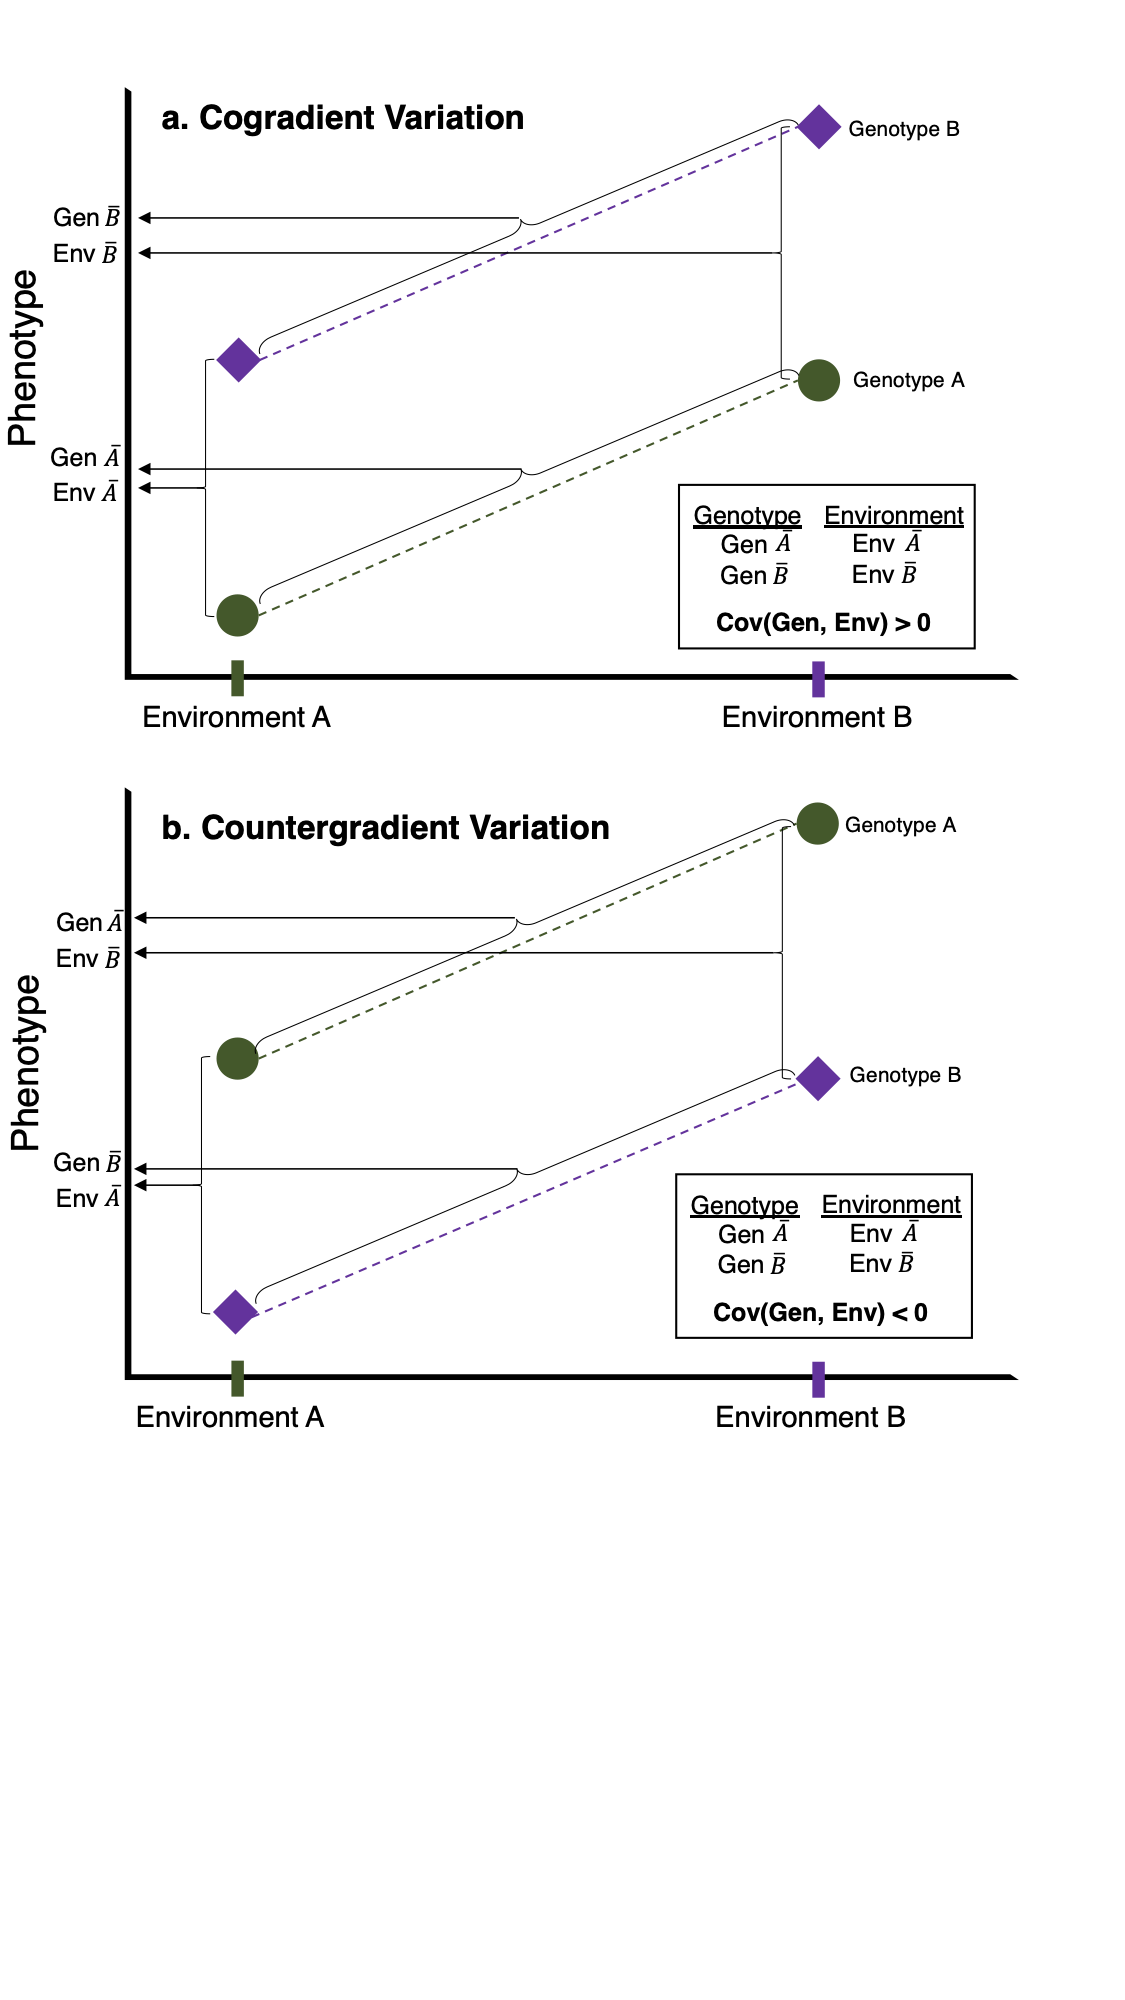 a. Cogradient Variation
Genotype B
Gen B̅
Env B̅
Phenotype
Genotype A
Gen A̅
Env A̅
Genotype Environment
Gen A̅ Env A̅
Gen B̅ Env B̅
Cov(Gen, Env) > 0
Environment A Environment B
b. Countergradient Variation
Genotype A
Gen A̅
Env B̅
Phenotype
Genotype B
Gen B̅
Env A̅
Genotype Environment
Gen A̅ Env A̅
Gen B̅ Env B̅
Cov(Gen, Env) < 0
Environment A Environment B